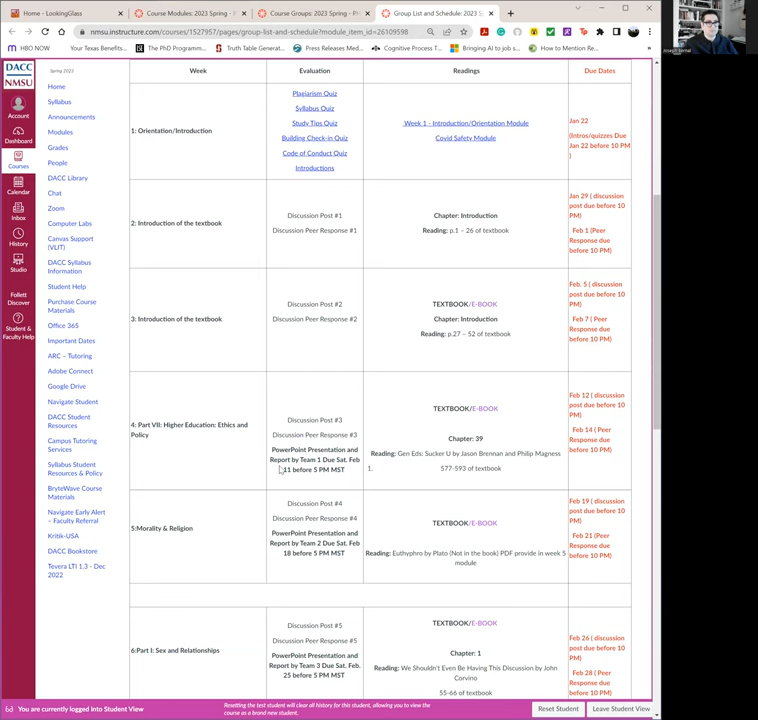 Home - LookingGlass
Course Modules: 2023 Spring - P
Course Groups: 2023 Spring - PH
Group List and Schedule: 2023 S
nmsu.instructure.com/courses/1527957/pages/group-list-and-schedule?module_item_id=26109598
HBO NOW
Your Texas Benefits...
The PhD Programm...
Truth Table Generat...
Press Releases Med...
Cognitive Process T...
Bringing AI to job s...
How to Mention Re...
Joseph Bernal
DACC
NMSU
Account
Dashboard
Courses
Calendar
Inbox
History
Studio
Follett
Discover
Student &
Faculty Help
Spring 2023
Home
Syllabus
Announcements
Modules
Grades
People
DACC Library
Chat
Zoom
Computer Labs
Canvas Support
(VLIT)
DACC Syllabus
Information
Student Help
Purchase Course
Materials
Office 365
Important Dates
ARC – Tutoring
Adobe Connect
Google Drive
Navigate Student
DACC Student
Resources
Campus Tutoring
Services
Syllabus Student
Resources & Policy
BryteWave Course
Materials
Navigate Early Alert
– Faculty Referral
Kritik-USA
DACC Bookstore
Tevera LTI 1.3 - Dec
2022
Week
Evaluation
Readings
Due Dates
1: Orientation/Introduction
Plagiarism Quiz
Syllabus Quiz
Study Tips Quiz
Building Check-in Quiz
Code of Conduct Quiz
Introductions
Week 1 - Introduction/Orientation Module
Covid Safety Module
Jan 22
(Intros/quizzes Due
Jan 22 before 10 PM
)
2: Introduction of the textbook
Discussion Post #1
Discussion Peer Response #1
Chapter: Introduction
Reading: p.1 – 26 of textbook
Jan 29 ( discussion
post due before 10
PM)
Feb 1 (Peer
Response due
before 10 PM)
3: Introduction of the textbook
Discussion Post #2
Discussion Peer Response #2
TEXTBOOK/E-BOOK
Chapter: Introduction
Reading: p.27 – 52 of textbook
Feb. 5 ( discussion
post due before 10
PM)
Feb 7 ( Peer
Response due
before 10 PM)
4: Part VII: Higher Education: Ethics and
Policy
Discussion Post #3
Discussion Peer Response #3
PowerPoint Presentation and
Report by Team 1 Due Sat. Feb
11 before 5 PM MST
TEXTBOOK/E-BOOK
Chapter: 39
Reading: Gen Eds: Sucker U by Jason Brennan and Philip Magness
1. 577-593 of textbook
Feb 12 ( discussion
post due before 10
PM)
Feb 14 ( Peer
Response due
before 10 PM)
5:Morality & Religion
Discussion Post #4
Discussion Peer Response #4
PowerPoint Presentation and
Report by Team 2 Due Sat. Feb
18 before 5 PM MST
TEXTBOOK/E-BOOK
Reading: Euthyphro by Plato (Not in the book) PDF provide in week 5
module
Feb 19 ( discussion
post due before 10
PM)
Feb 21 (Peer
Response due
before 10 PM)
6:Part I: Sex and Relationships
Discussion Post #5
Discussion Peer Response #5
PowerPoint Presentation and
Report by Team 3 Due Sat. Feb.
25 before 5 PM MST
TEXTBOOK/E-BOOK
Chapter: 1
Reading: We Shouldn't Even Be Having This Discussion by John
Corvino
55-66 of textbook
Feb 26 ( discussion
post due before 10
PM)
Feb 28 ( Peer
Response due
before 10 PM)
You are currently logged into Student View
Resetting the test student will clear all history for this student, allowing you to view the
course as a brand new student.
Reset Student
Leave Student View